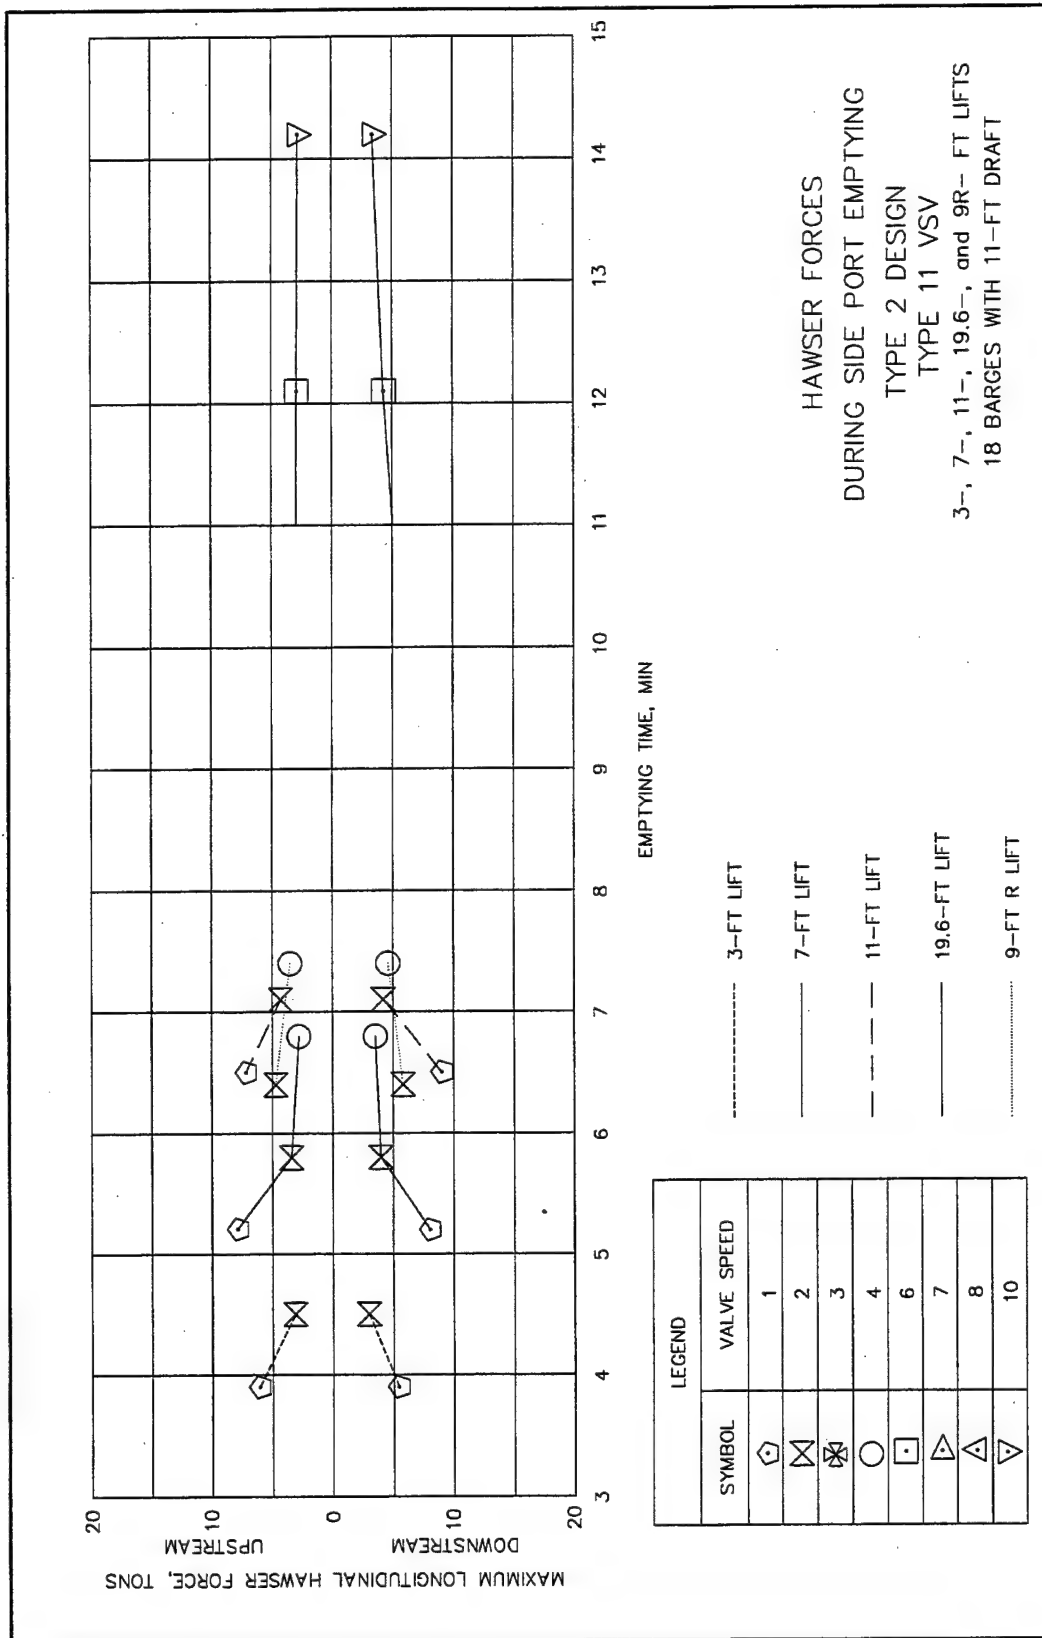 MAXIMUM LONGITUDINAL HAWSER FORCE, TONS
UPSTREAM
DOWNSTREAM
20
10
0
10
20
3 4 5 6 7 8 9 10 11 12 13 14 15
EMPTYING TIME, MIN
LEGEND
SYMBOL VALVE SPEED
1
2
3
4
6
7
8
10
3-FT LIFT
7-FT LIFT
11-FT LIFT
19.6-FT LIFT
9-FT R LIFT
HAWSER FORCES
DURING SIDE PORT EMPTYING
TYPE 2 DESIGN
TYPE 11 VSV
3-, 7-, 11-, 19.6-, and 9R- FT LIFTS
18 BARGES WITH 11-FT DRAFT